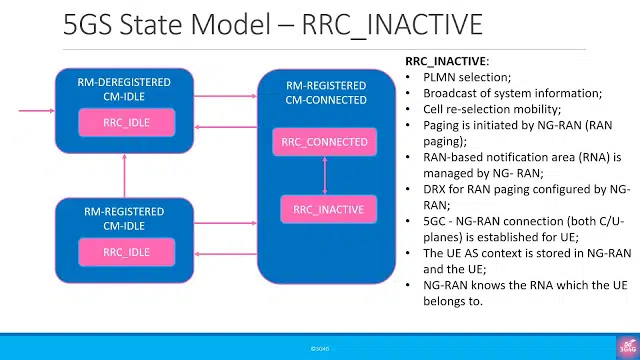 5GS State Model – RRC_INACTIVE
RM-DEREGISTERED
CM-IDLE
RRC_IDLE
RM-REGISTERED
CM-IDLE
RRC_IDLE
RM-REGISTERED
CM-CONNECTED
RRC_CONNECTED
RRC_INACTIVE
RRC_INACTIVE:
• PLMN selection;
• Broadcast of system information;
• Cell re-selection mobility;
• Paging is initiated by NG-RAN (RAN
paging);
• RAN-based notification area (RNA) is
managed by NG- RAN;
• DRX for RAN paging configured by NG-
RAN;
• 5GC - NG-RAN connection (both C/U-
planes) is established for UE;
• The UE AS context is stored in NG-RAN
and the UE;
• NG-RAN knows the RNA which the UE
belongs to.
©3G4G
3G4G